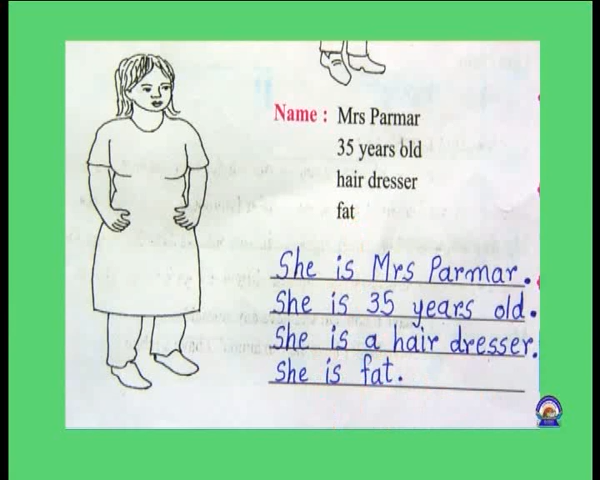 Name : Mrs Parmar
35 years old
hair dresser
fat
She is Mrs Parmar.
She is 35 years old.
She is a hair dresser.
She is fat.